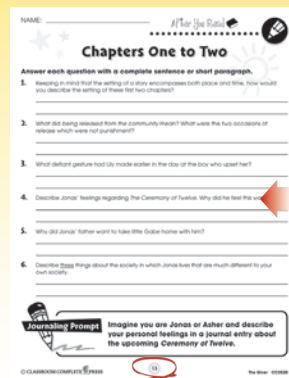 NAME:
After You Read
Chapters One to Two
Answer each question with a complete sentence or short paragraph.
1. Keeping in mind that the setting of a story encompasses both place and time, how would
you describe the setting of these first two chapters?
2. What did being released from the community mean? What were the two occasions of
release which were not punishment?
3. What defiant gesture had Lily made earlier in the day at the boy who upset her?
4. Describe Jonas' feelings regarding The Ceremony of Twelve. Why did he feel this
5. Why did Jonas' father want to take little Gabe home with him?
6. Describe three things about the society in which Jonas lives that are much different to your
own society.
Journaling Prompt
Imagine you are Jonas or Asher and describe
your personal feelings in a journal entry about
the upcoming Ceremony of Twelve.
© CLASSROOM COMPLETE PRESS
13
The Giver